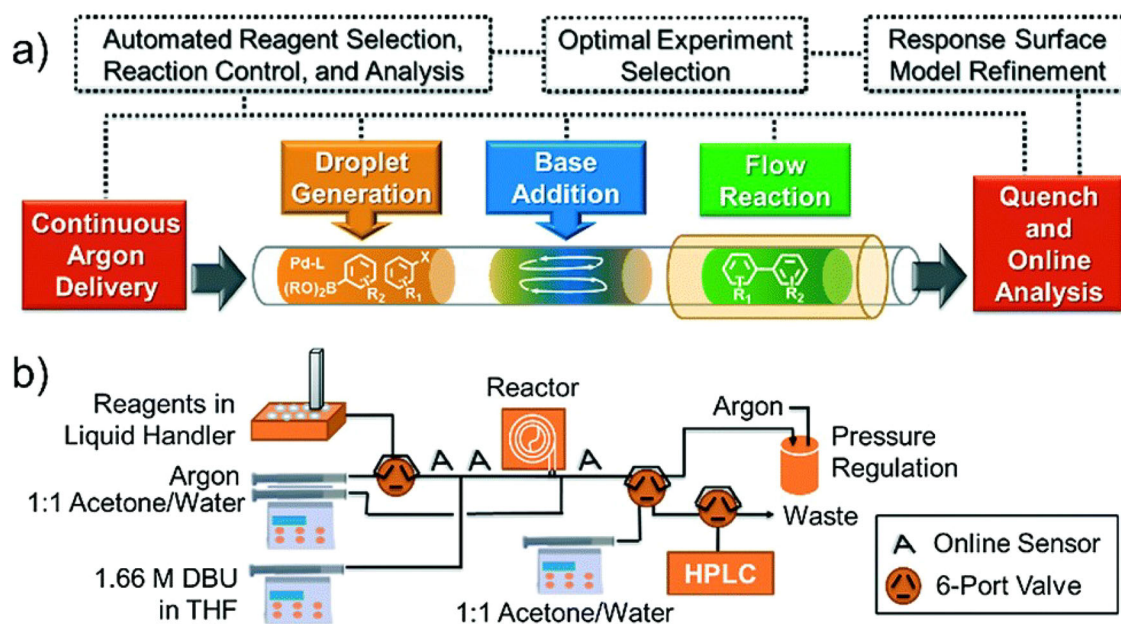 a)
Automated Reagent Selection,
Reaction Control, and Analysis
Optimal Experiment
Selection
Response Surface
Model Refinement
Continuous
Argon
Delivery
Droplet
Generation
Base
Addition
Flow
Reaction
Quench
and
Online
Analysis
Pd-L
(RO)₂B
R₂
X
R₁
R₁
R₂
b)
Reagents in
Liquid Handler
Argon
1:1 Acetone/Water
1.66 M DBU
in THF
Reactor
1:1 Acetone/Water
Argon
Pressure
Regulation
Waste
HPLC
Online Sensor
6-Port Valve